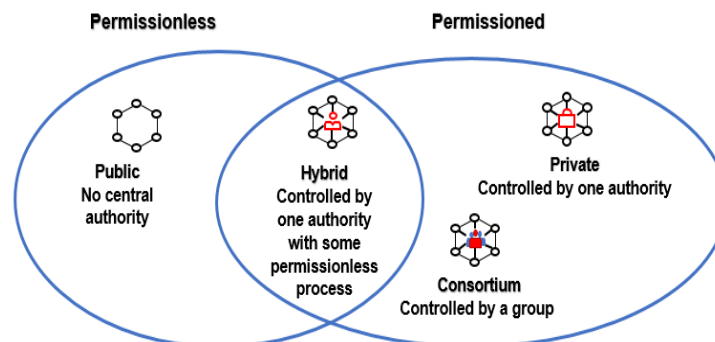 Permissionless
Permissioned
Public
No central
authority
Hybrid
Controlled by
one authority
with some
permissionless
process
Private
Controlled by one authority
Consortium
Controlled by a group